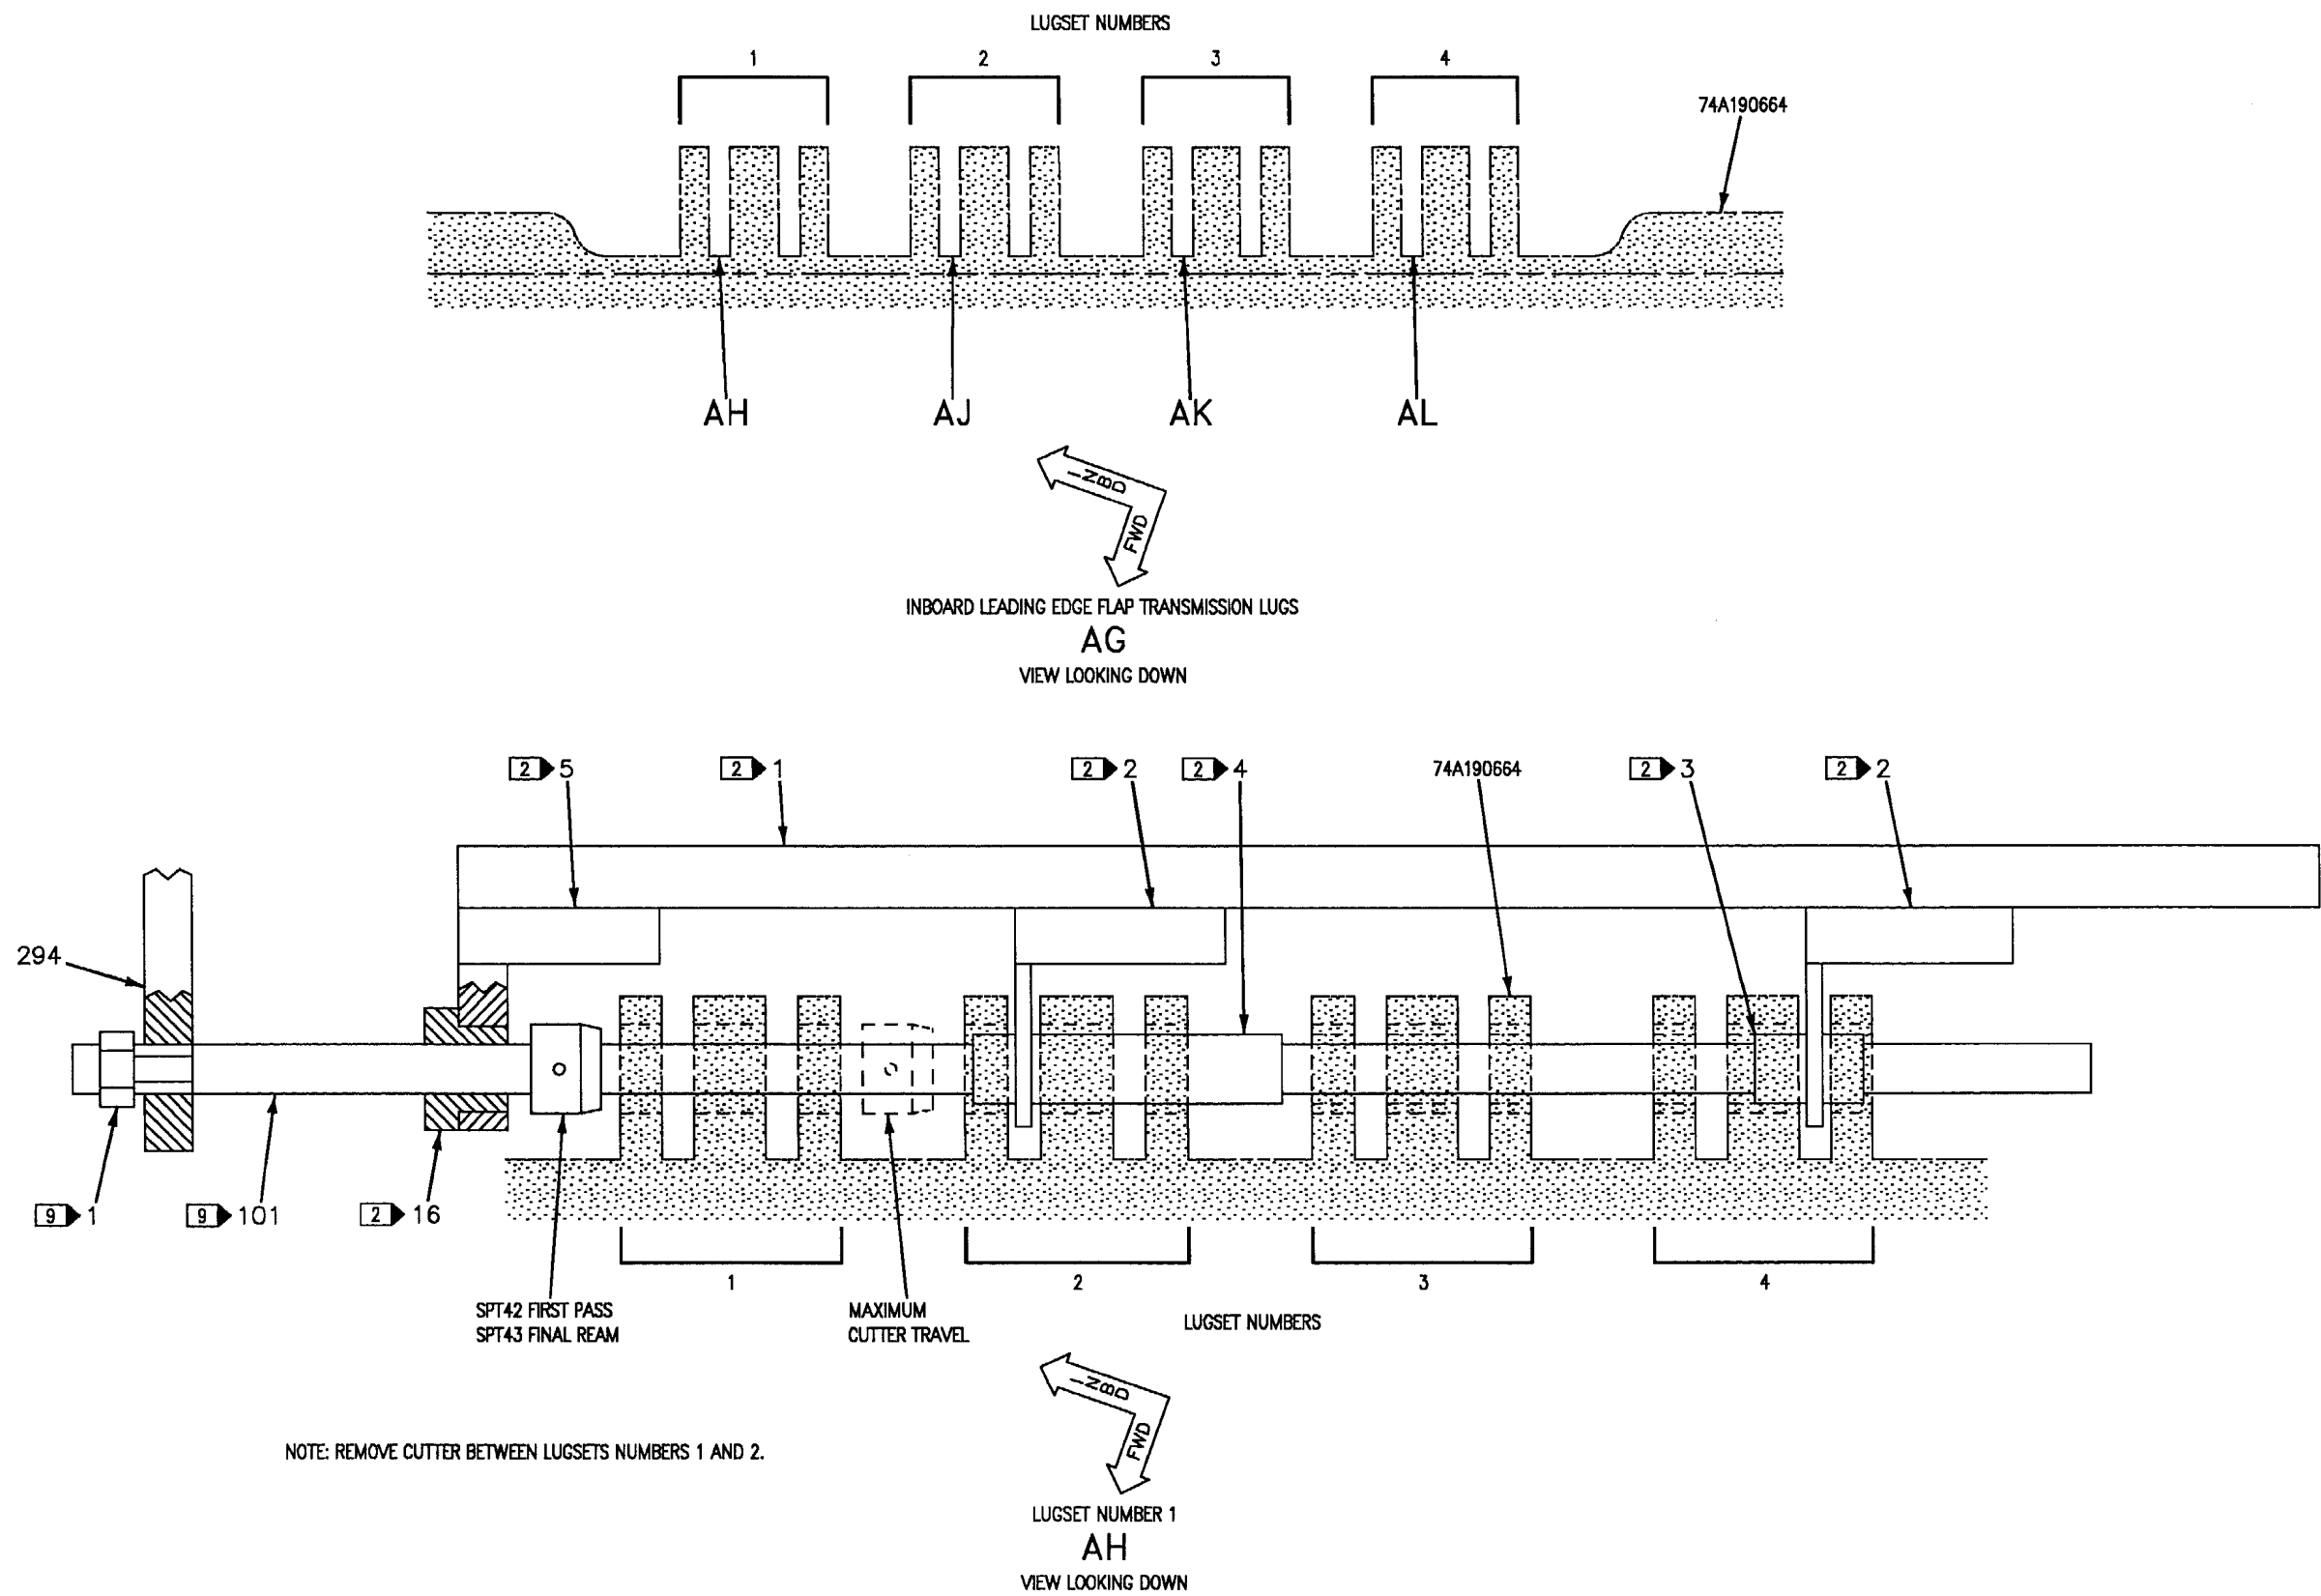 LUGSET NUMBERS
1 2 3 4
74A190664
AH AJ AK AL
INBD
FWD
INBOARD LEADING EDGE FLAP TRANSMISSION LUGS
AG
VIEW LOOKING DOWN
2 5 2 1 2 2 2 4 74A190664 2 3 2 2
294
9 1 9 101 2 16
1 2 3 4
SPT42 FIRST PASS
SPT43 FINAL REAM
MAXIMUM
CUTTER TRAVEL
LUGSET NUMBERS
INBD
FWD
NOTE: REMOVE CUTTER BETWEEN LUGSETS NUMBERS 1 AND 2.
LUGSET NUMBER 1
AH
VIEW LOOKING DOWN